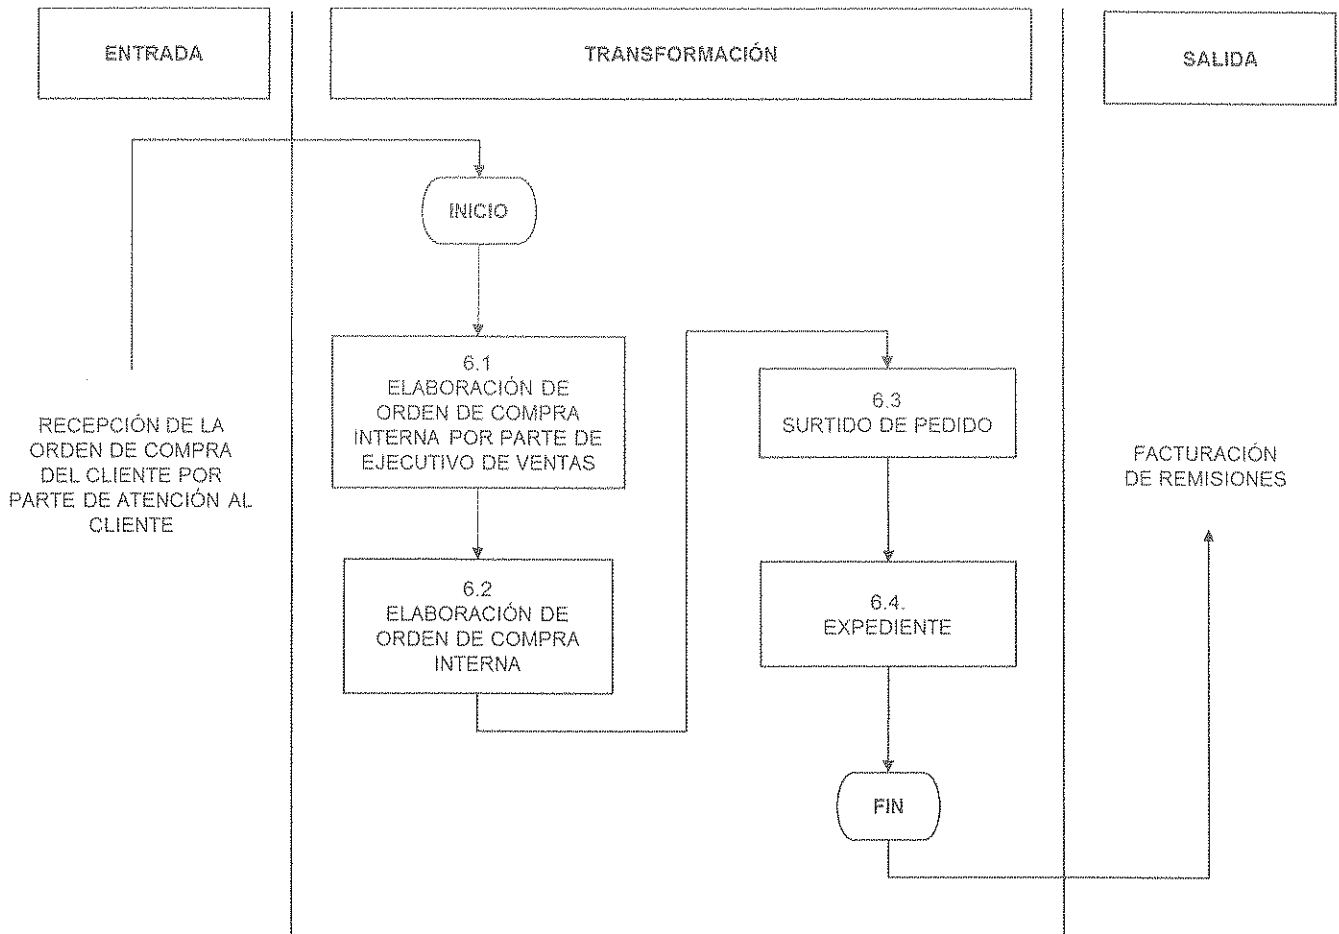 ENTRADA
TRANSFORMACIÓN
SALIDA
RECEPCIÓN DE LA
ORDEN DE COMPRA
DEL CLIENTE POR
PARTE DE ATENCIÓN AL
CLIENTE
INICIO
6.1
ELABORACIÓN DE
ORDEN DE COMPRA
INTERNA POR PARTE DE
EJECUTIVO DE VENTAS
6.2
ELABORACIÓN DE
ORDEN DE COMPRA
INTERNA
6.3
SURTIDO DE PEDIDO
6.4.
EXPEDIENTE
FIN
FACTURACIÓN
DE REMISIONES